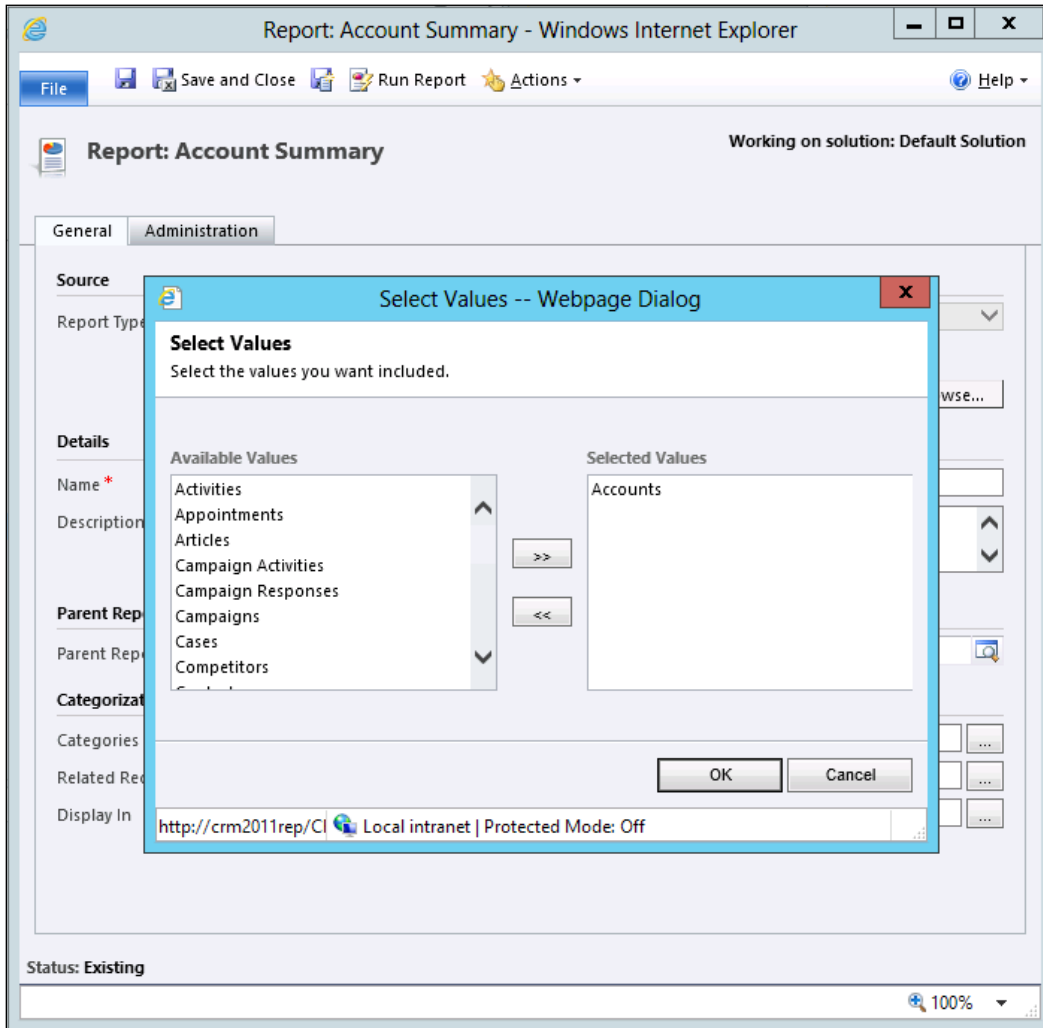 Report: Account Summary - Windows Internet Explorer
File Save and Close Run Report Actions Help
Report: Account Summary
Working on solution: Default Solution
General Administration
Source
Report Type
Select Values -- Webpage Dialog
x
Select Values
Select the values you want included.
wse...
Details
Available Values Selected Values
Name *
Activities Accounts
Appointments
Description
Articles
>>
Campaign Activities
Campaign Responses
<<
Parent Rep
Campaigns
Cases
Parent Repo
Competitors
Categorizat
Categories ...
OK Cancel
Related Rec ...
Display In ...
http://crm2011rep/Cl Local intranet | Protected Mode: Off
Status: Existing
100%